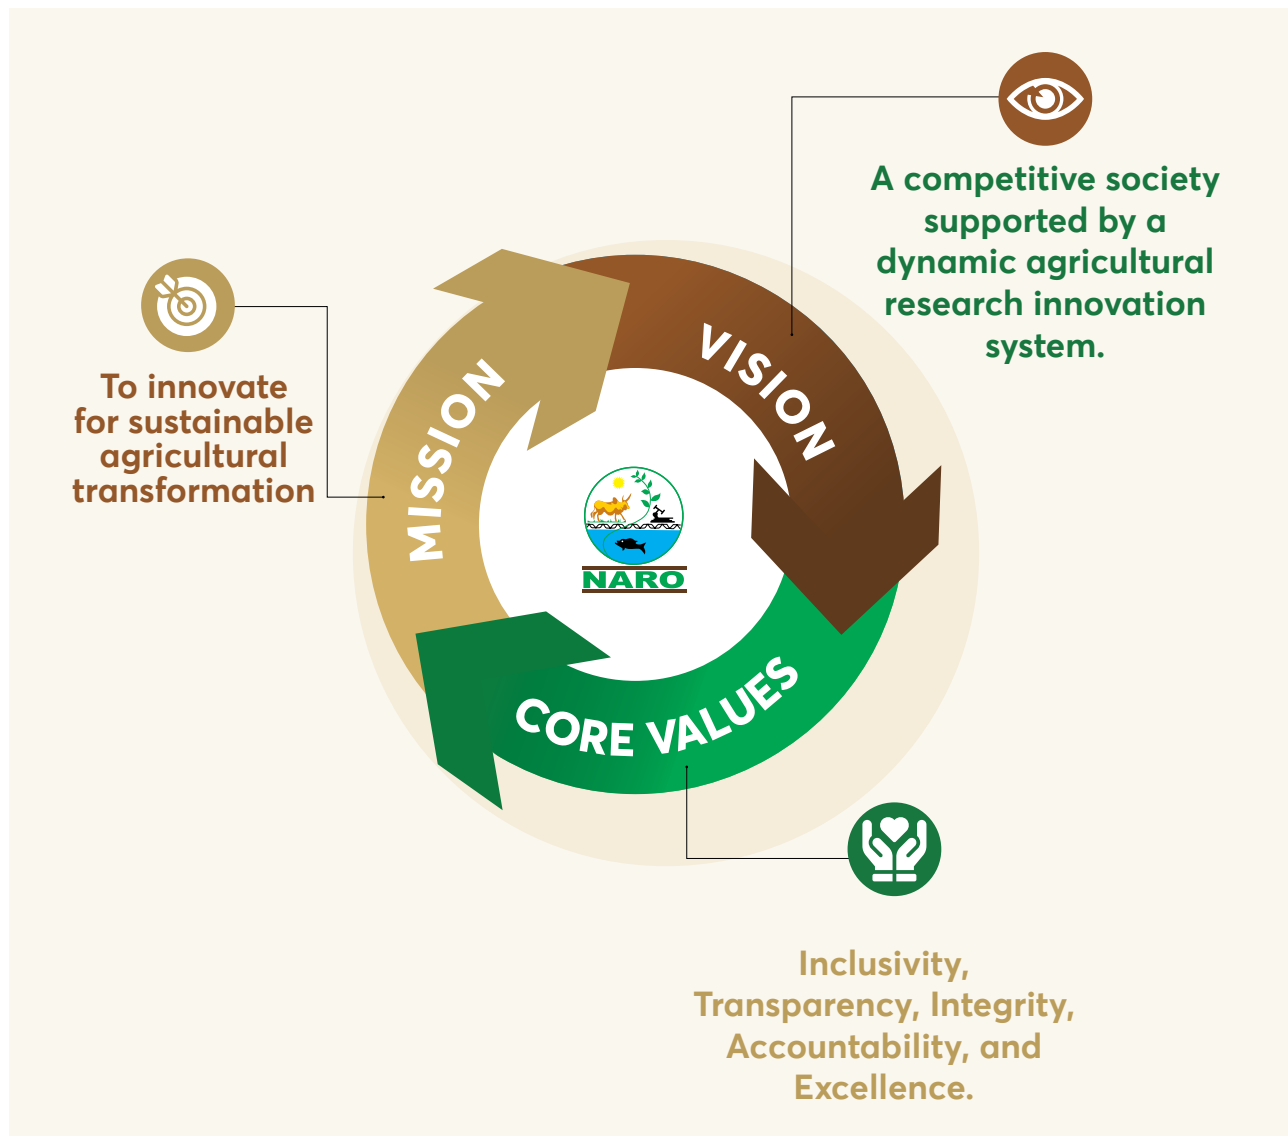 A competitive society
supported by a
dynamic agricultural
research innovation
system.
VISION
To innovate
for sustainable
agricultural
transformation
MISSION
NARO
CORE VALUES
Inclusivity,
Transparency, Integrity,
Accountability, and
Excellence.